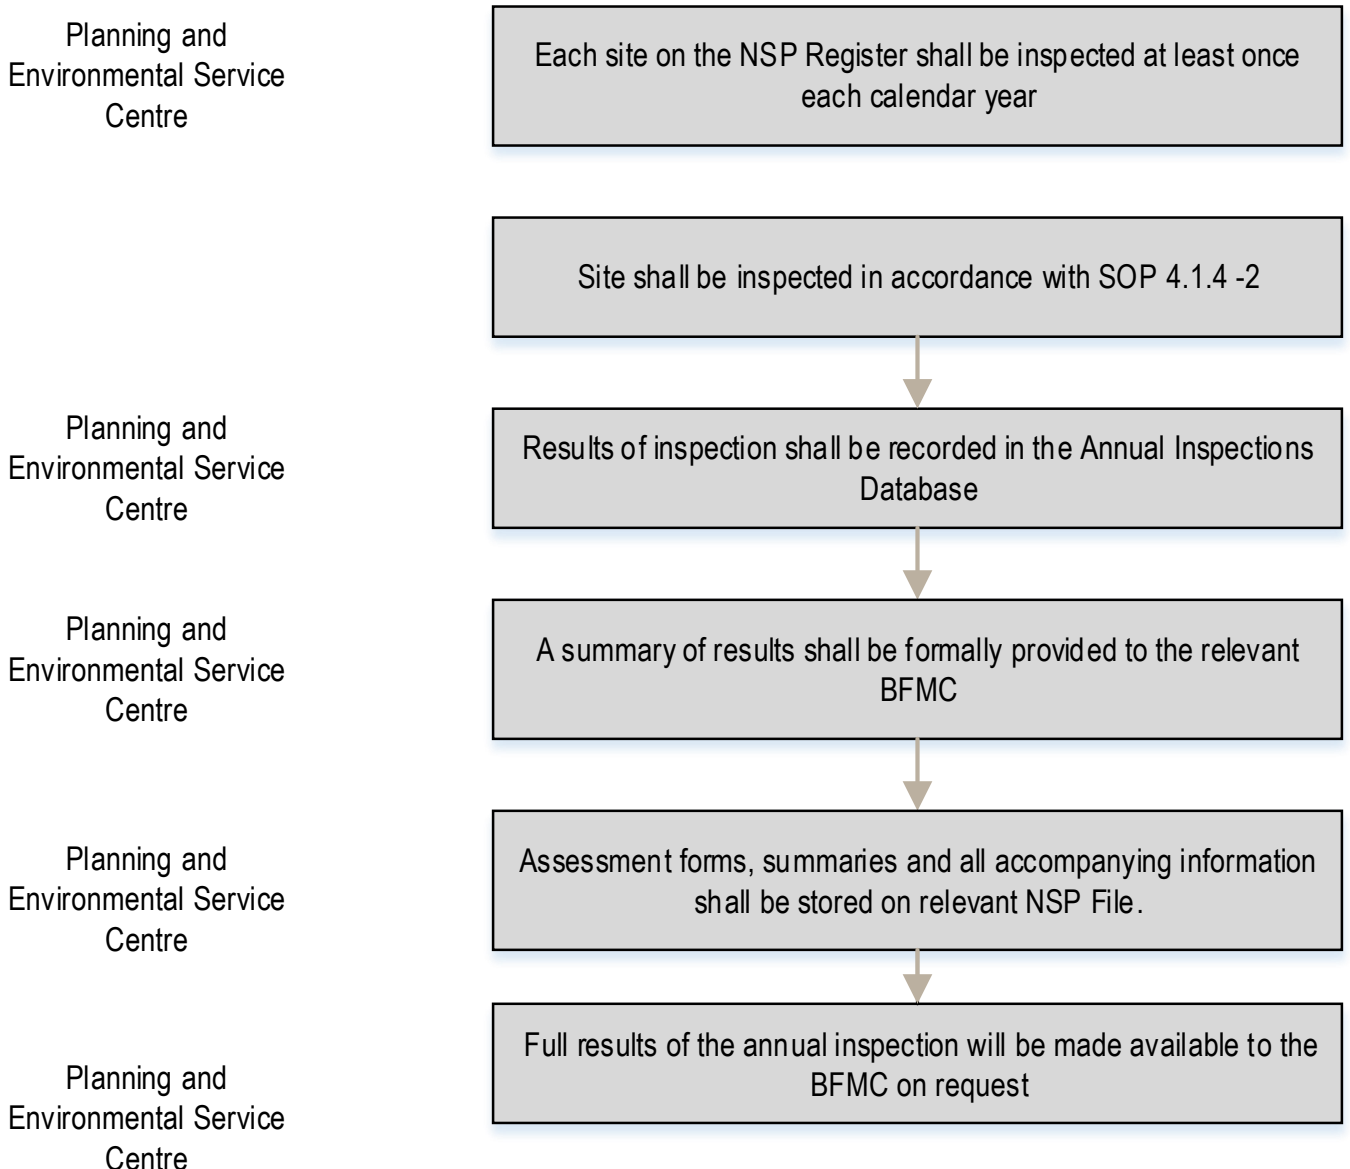 Planning and
Environmental Service
Centre
Each site on the NSP Register shall be inspected at least once
each calendar year
Site shall be inspected in accordance with SOP 4.1.4 -2
Planning and
Environmental Service
Centre
Results of inspection shall be recorded in the Annual Inspections
Database
Planning and
Environmental Service
Centre
A summary of results shall be formally provided to the relevant
BFMC
Planning and
Environmental Service
Centre
Assessment forms, summaries and all accompanying information
shall be stored on relevant NSP File.
Planning and
Environmental Service
Centre
Full results of the annual inspection will be made available to the
BFMC on request